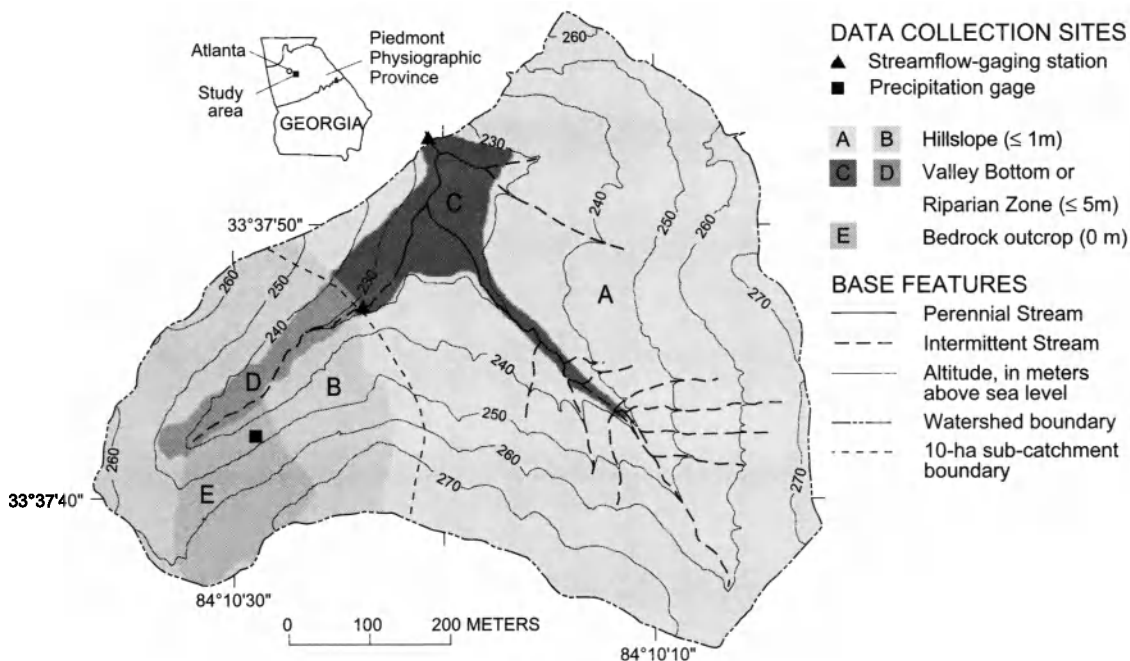 Atlanta
Study
area
Piedmont
Physiographic
Province
GEORGIA
DATA COLLECTION SITES
Streamflow-gaging station
Precipitation gage
A B Hillslope (≤ 1m)
C D Valley Bottom or
Riparian Zone (≤ 5m)
E Bedrock outcrop (0 m)
BASE FEATURES
Perennial Stream
Intermittent Stream
Altitude, in meters
above sea level
Watershed boundary
10-ha sub-catchment
boundary
260
230
240
250
260
270
C
33°37'50"
260
250
240
230
A
D
B
240
250
260
270
260
270
E
33°37'40"
84°10'30"
0 100 200 METERS
84°10'10"